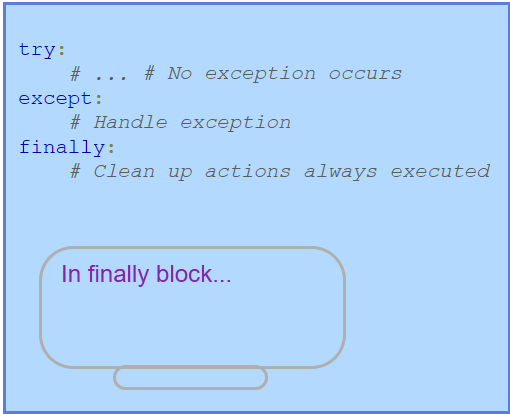 try:
# ... # No exception occurs
except:
# Handle exception
finally:
# Clean up actions always executed
In finally block...